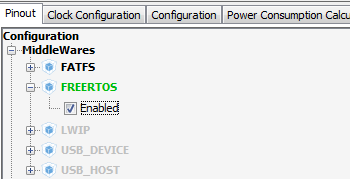 Pinout Clock Configuration Configuration Power Consumption Calcu
Configuration
MiddleWares
FATFS
FREERTOS
Enabled
LWIP
USB_DEVICE
USB_HOST